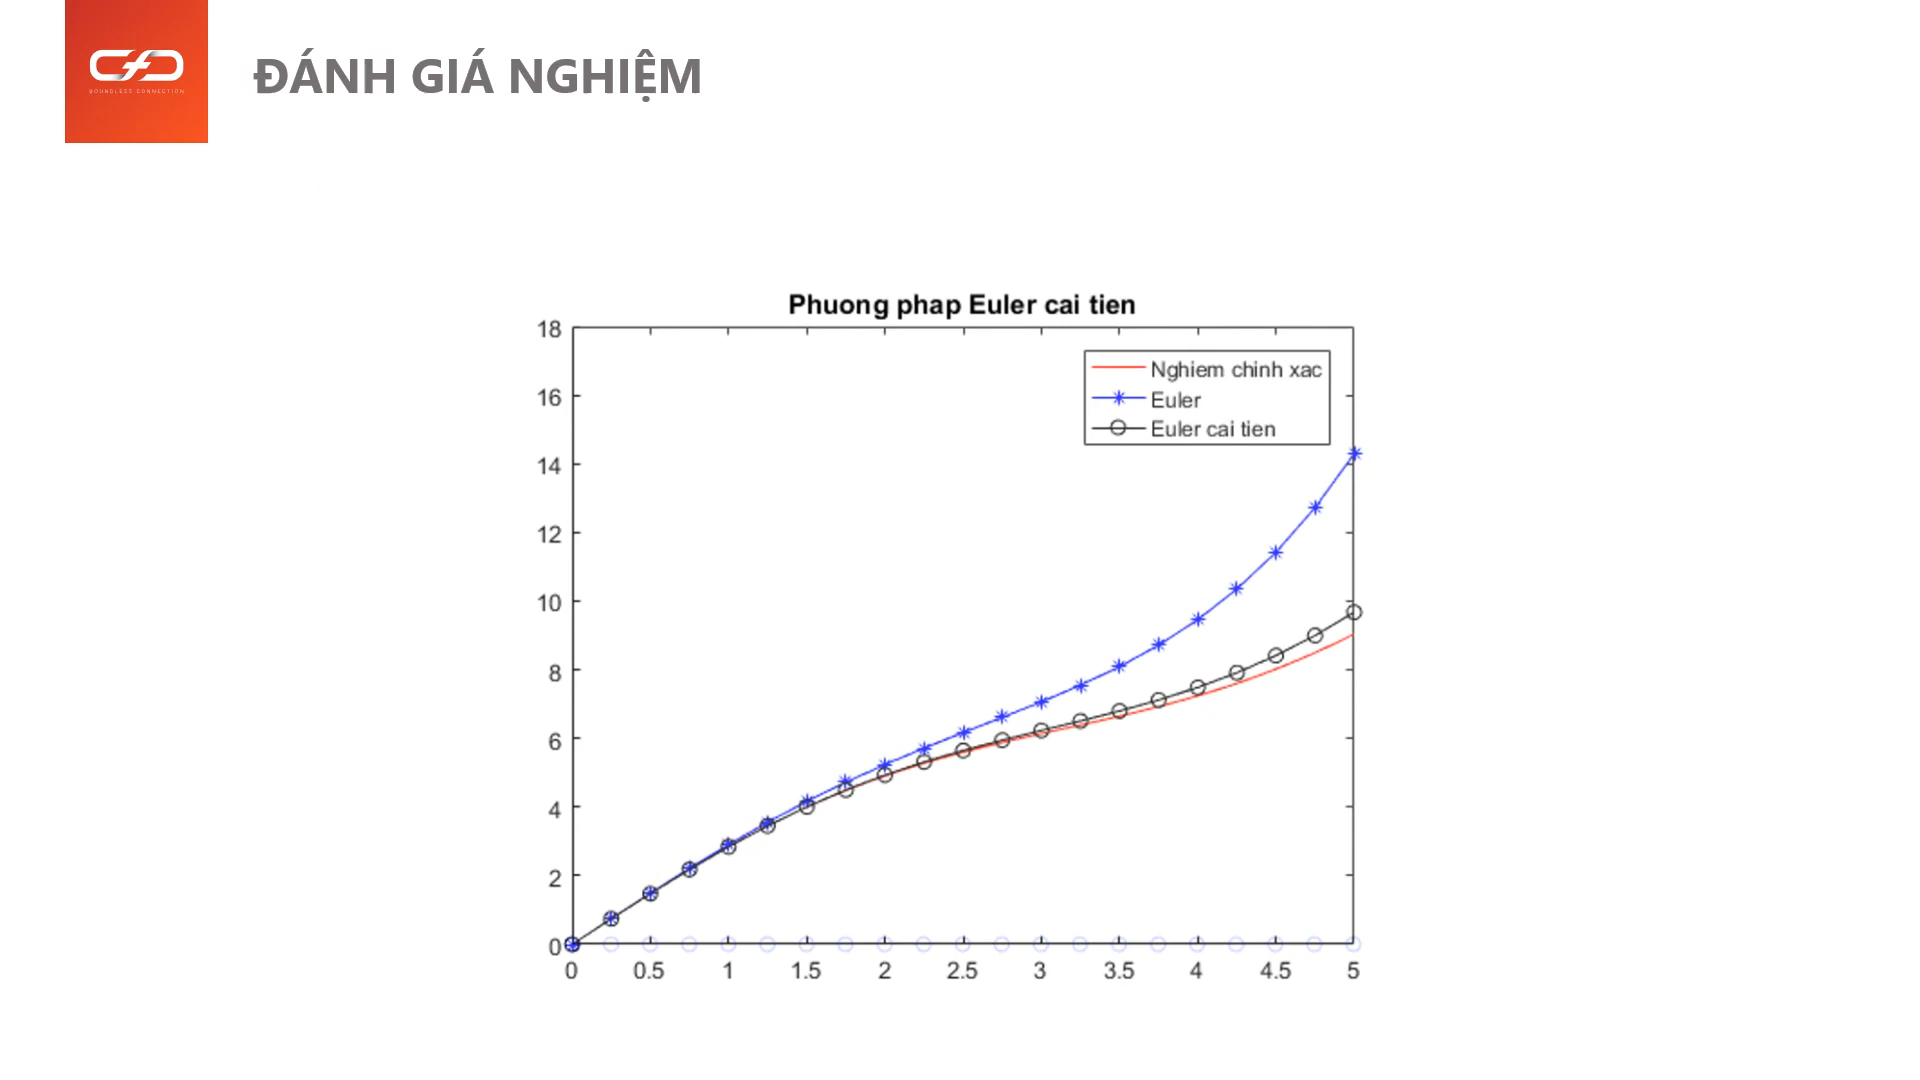 BOUNDLESS CONNECTION
ĐÁNH GIÁ NGHIỆM
Phuong phap Euler cai tien
Nghiem chinh xac
Euler
Euler cai tien
18
16
14
12
10
8
6
4
2
0
0 0.5 1 1.5 2 2.5 3 3.5 4 4.5 5